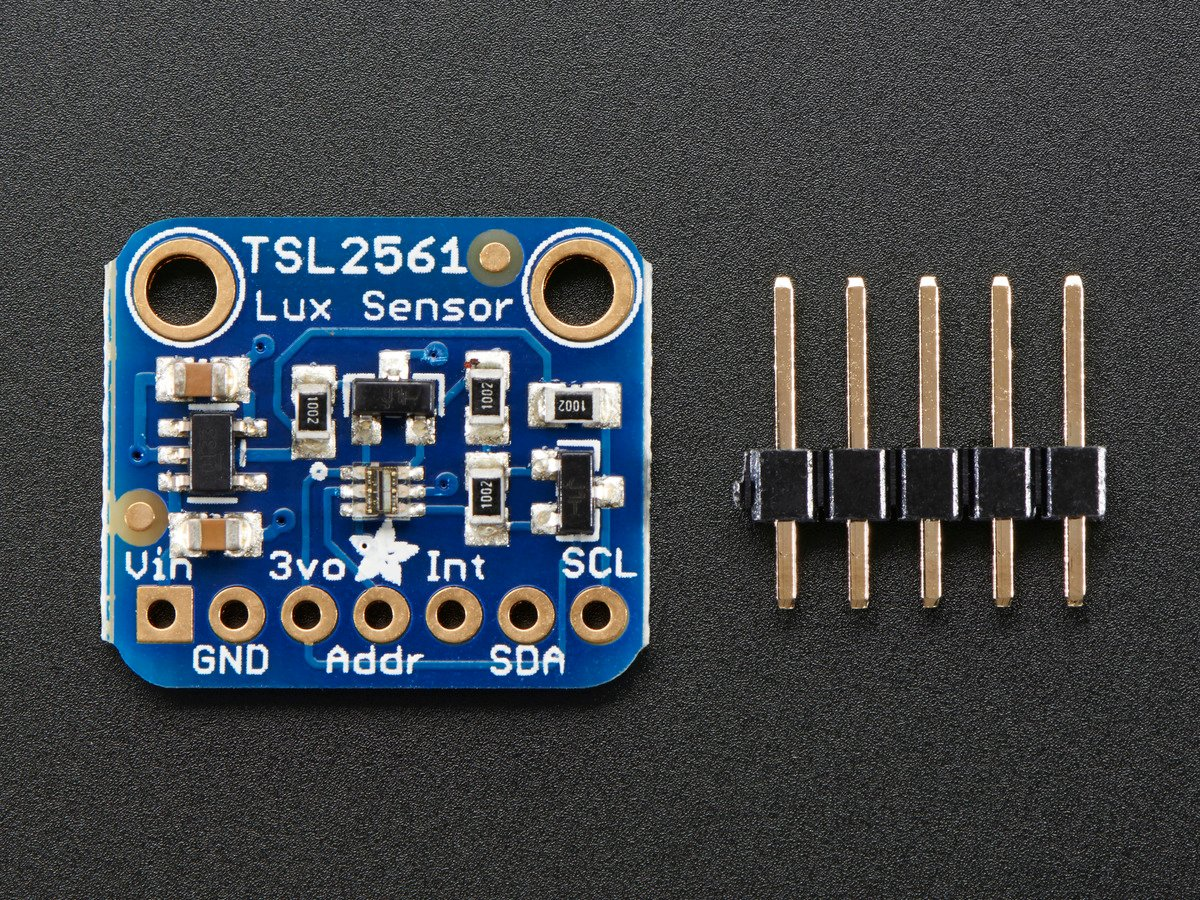 TSL2561
Lux Sensor
1002
1002
1002
1002
Vin 3vo Int SCL
GND Addr SDA